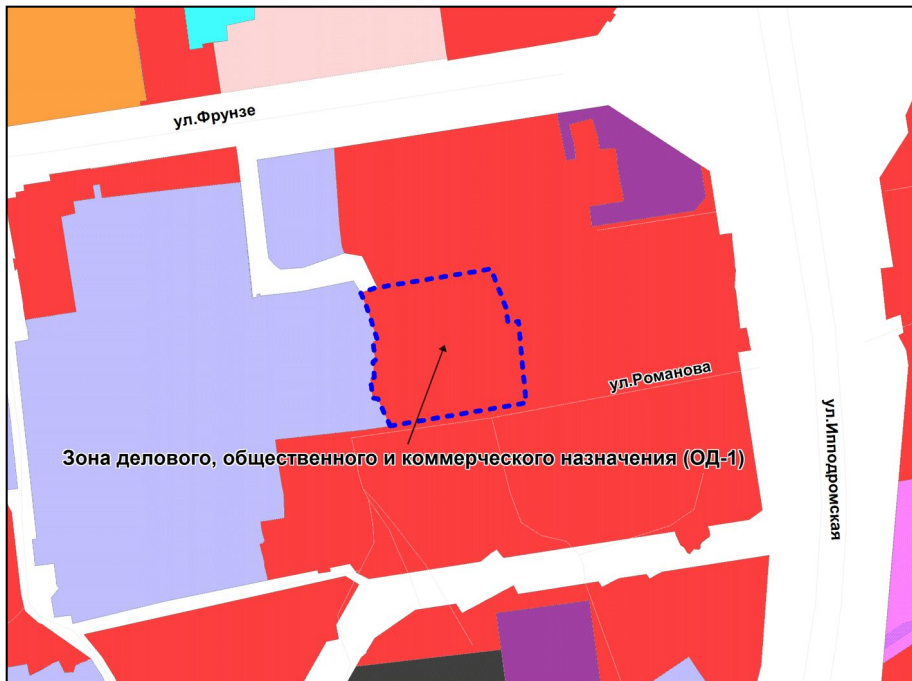 ул.Фрунзе
ул.Романова
ул.Ипподромская
Зона делового, общественного и коммерческого назначения (ОД-1)